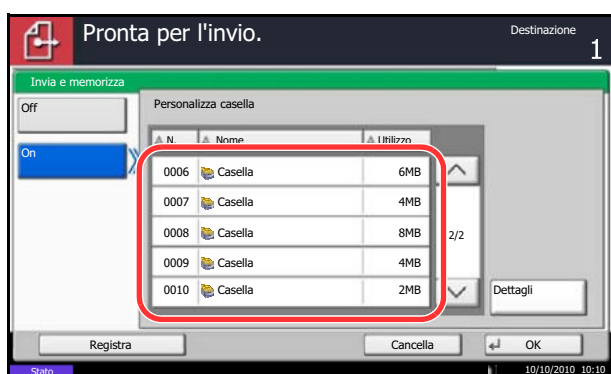 Pronta per l'invio.
Destinazione
1
Invia e memorizza
Off
Personalizza casella
N. Nome Utilizzo
On
0006 Casella 6MB
0007 Casella 4MB
0008 Casella 8MB
2/2
0009 Casella 4MB
0010 Casella 2MB
Dettagli
Registra Cancella OK
Stato 10/10/2010 10:10